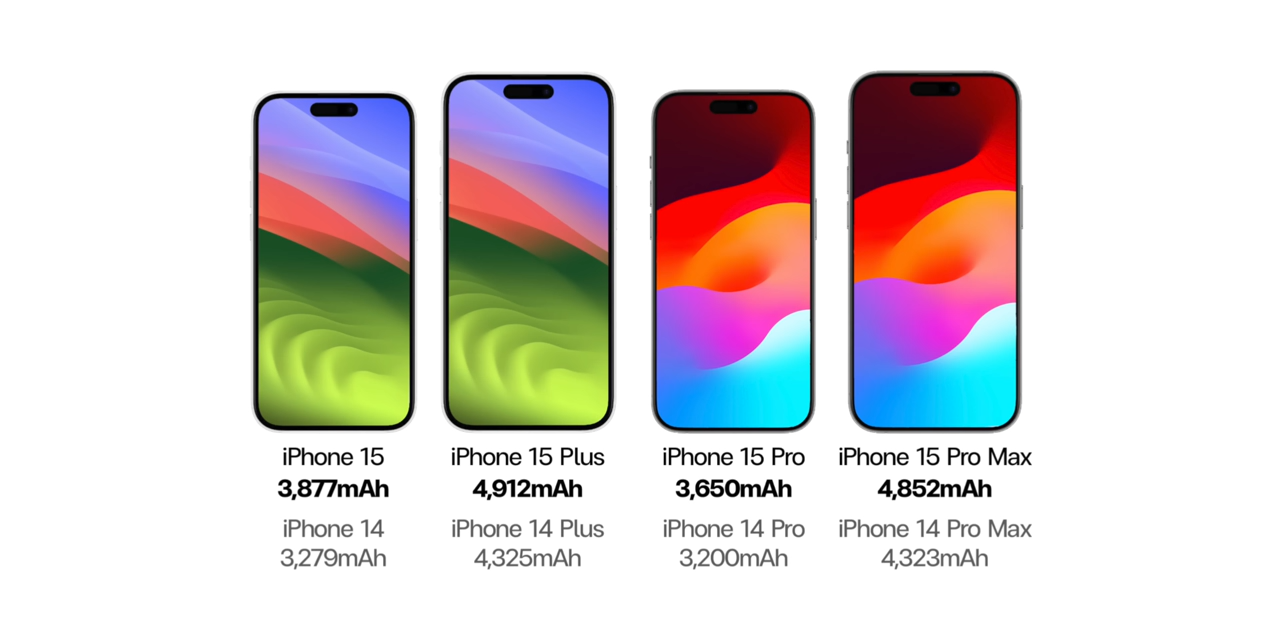 iPhone 15
3,877mAh
iPhone 14
3,279mAh
iPhone 15 Plus
4,912mAh
iPhone 14 Plus
4,325mAh
iPhone 15 Pro
3,650mAh
iPhone 14 Pro
3,200mAh
iPhone 15 Pro Max
4,852mAh
iPhone 14 Pro Max
4,323mAh